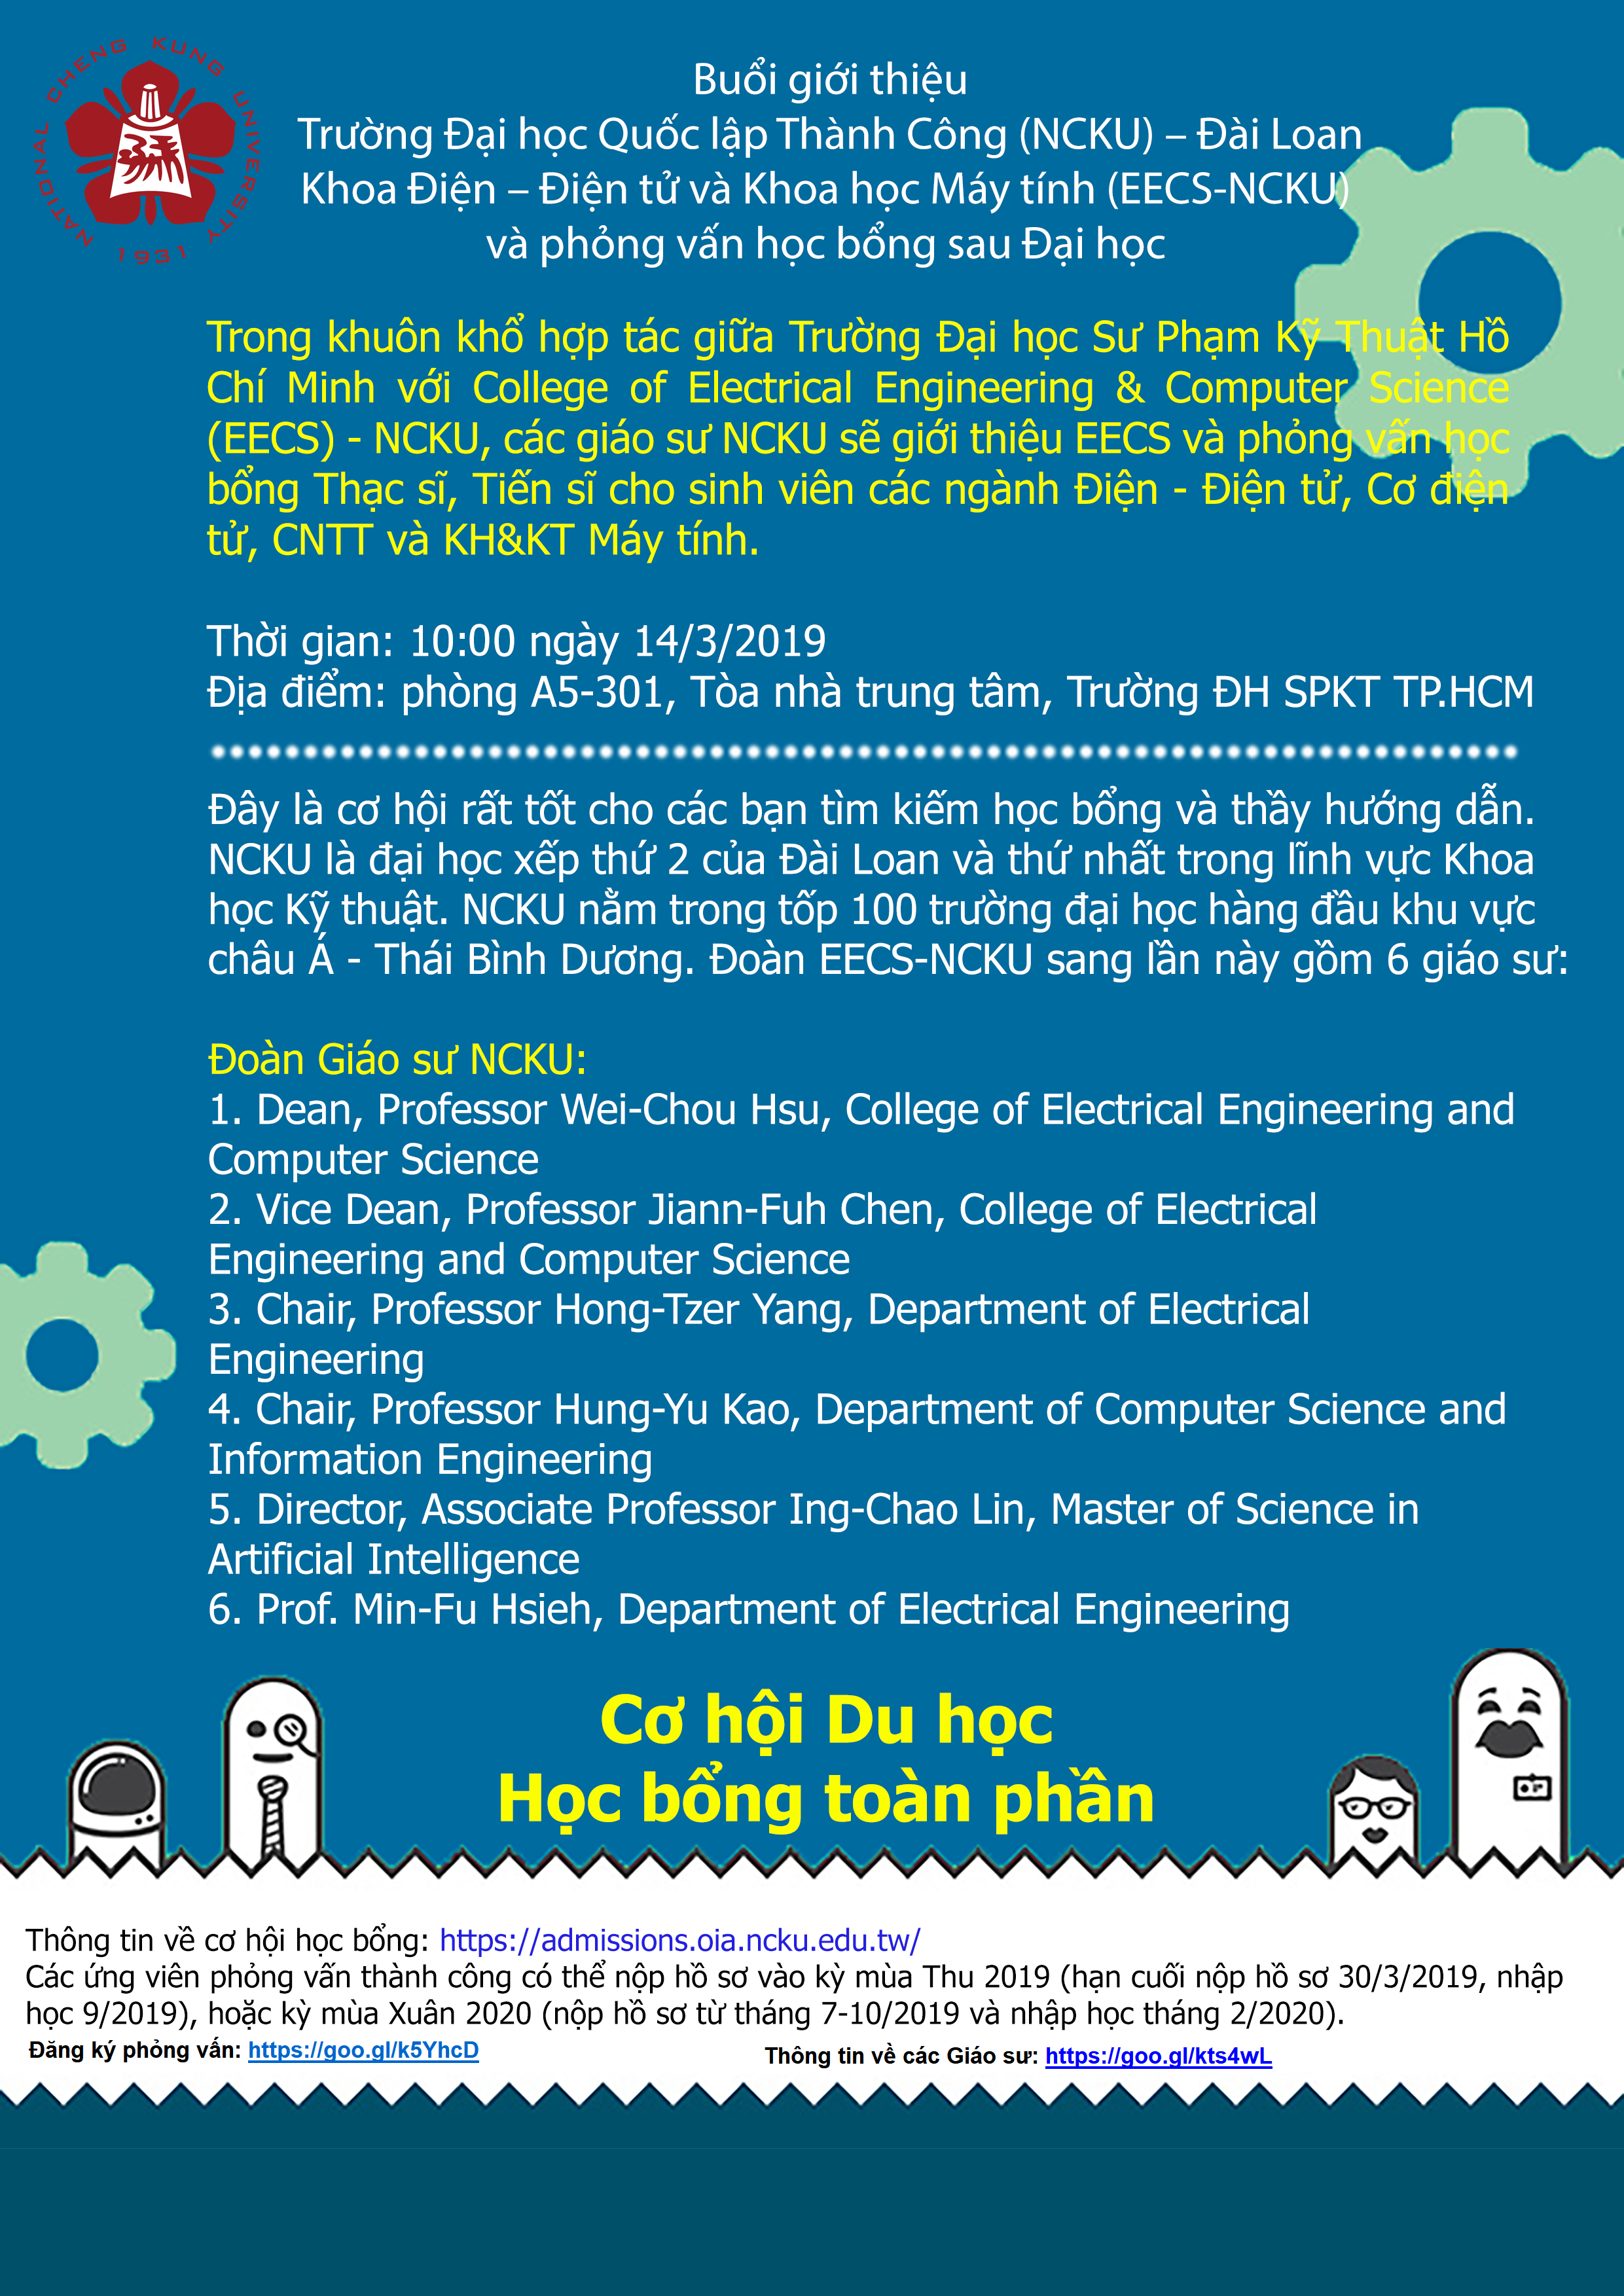 NATIONAL CHENG KUNG UNIVERSITY
1931
Buổi giới thiệu
Trường Đại học Quốc lập Thành Công (NCKU) – Đài Loan
Khoa Điện – Điện tử và Khoa học Máy tính (EECS-NCKU)
và phỏng vấn học bổng sau Đại học
Trong khuôn khổ hợp tác giữa Trường Đại học Sư Phạm Kỹ Thuật Hồ
Chí Minh với College of Electrical Engineering & Computer Science
(EECS) - NCKU, các giáo sư NCKU sẽ giới thiệu EECS và phỏng vấn học
bổng Thạc sĩ, Tiến sĩ cho sinh viên các ngành Điện - Điện tử, Cơ điện
tử, CNTT và KH&KT Máy tính.
Thời gian: 10:00 ngày 14/3/2019
Địa điểm: phòng A5-301, Tòa nhà trung tâm, Trường ĐH SPKT TP.HCM
Đây là cơ hội rất tốt cho các bạn tìm kiếm học bổng và thầy hướng dẫn.
NCKU là đại học xếp thứ 2 của Đài Loan và thứ nhất trong lĩnh vực Khoa
học Kỹ thuật. NCKU nằm trong tốp 100 trường đại học hàng đầu khu vực
châu Á - Thái Bình Dương. Đoàn EECS-NCKU sang lần này gồm 6 giáo sư:
Đoàn Giáo sư NCKU:
1. Dean, Professor Wei-Chou Hsu, College of Electrical Engineering and
Computer Science
2. Vice Dean, Professor Jiann-Fuh Chen, College of Electrical
Engineering and Computer Science
3. Chair, Professor Hong-Tzer Yang, Department of Electrical
Engineering
4. Chair, Professor Hung-Yu Kao, Department of Computer Science and
Information Engineering
5. Director, Associate Professor Ing-Chao Lin, Master of Science in
Artificial Intelligence
6. Prof. Min-Fu Hsieh, Department of Electrical Engineering
Cơ hội Du học
Học bổng toàn phần
Thông tin về cơ hội học bổng: https://admissions.oia.ncku.edu.tw/
Các ứng viên phỏng vấn thành công có thể nộp hồ sơ vào kỳ mùa Thu 2019 (hạn cuối nộp hồ sơ 30/3/2019, nhập
học 9/2019), hoặc kỳ mùa Xuân 2020 (nộp hồ sơ từ tháng 7-10/2019 và nhập học tháng 2/2020).
Đăng ký phỏng vấn: https://goo.gl/k5YhcD
Thông tin về các Giáo sư: https://goo.gl/kts4wL